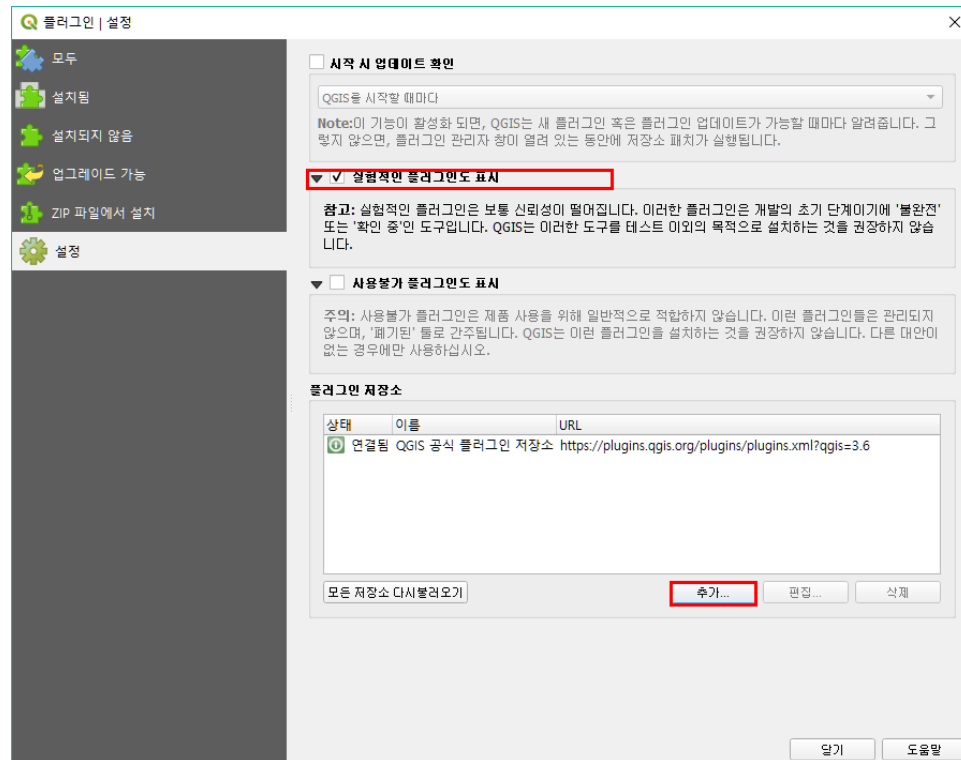 플러그인 | 설정
모두
설치됨
설치되지 않음
업그레이드 가능
ZIP 파일에서 설치
설정
시작 시 업데이트 확인
QGIS를 시작할 때마다
Note:이 기능이 활성화 되면, QGIS는 새 플러그인 혹은 플러그인 업데이트가 가능할 때마다 알려줍니다. 그
렇지 않으면, 플러그인 관리자 창이 열려 있는 동안에 저장소 패치가 실행됩니다.
실험적인 플러그인도 표시
참고: 실험적인 플러그인은 보통 신뢰성이 떨어집니다. 이러한 플러그인은 개발의 초기 단계이기에 '불완전'
또는 '확인 중'인 도구입니다. QGIS는 이러한 도구를 테스트 이외의 목적으로 설치하는 것을 권장하지 않습
니다.
사용불가 플러그인도 표시
주의: 사용불가 플러그인은 제품 사용을 위해 일반적으로 적합하지 않습니다. 이런 플러그인들은 관리되지
않으며, '폐기된' 툴로 간주됩니다. QGIS는 이런 플러그인을 설치하는 것을 권장하지 않습니다. 다른 대안이
없는 경우에만 사용하십시오.
플러그인 저장소
상태 이름 URL
연결됨 QGIS 공식 플러그인 저장소 https://plugins.qgis.org/plugins/plugins.xml?qgis=3.6
모든 저장소 다시불러오기 추가... 편집... 삭제
닫기 도움말